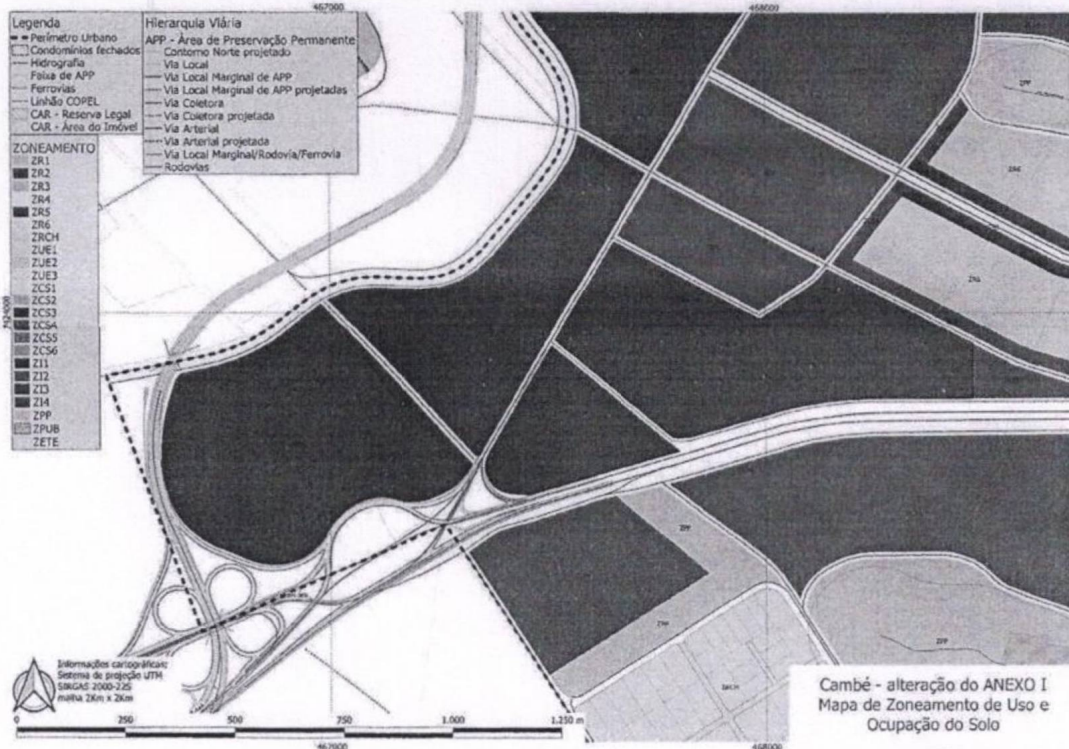 467000
468000
Legenda
Perímetro Urbano
Condomínios fechados
Hidrografia
Faixa de APP
Ferrovias
Linhão COPEL
CAR - Reserva Legal
CAR - Área do Imóvel
Hierarquia Viária
APP - Área de Preservação Permanente
Contorno Norte projetado
Via Local
Via Local Marginal de APP
Via Local Marginal de APP projetadas
Via Coletora
Via Coletora projetada
Via Arterial
Via Arterial projetada
Via Local Marginal/Rodovia/Ferrovia
Rodovias
ZONEAMENTO
ZR1
ZR2
ZR3
ZR4
ZR5
ZR6
ZRCH
ZUE1
ZUE2
ZUE3
ZCS1
ZCS2
ZCS3
ZCS4
ZCS5
ZCS6
ZI1
ZI2
ZI3
ZI4
ZPP
ZPUB
ZETE
7424000
ZPP
ZPP
ZPP
ZPP
ZRCH
Informações cartográficas:
Sistema de projeção UTM
SIRGAS 2000-22S
malha 2Km x 2Km
0 250 500 750 1.000 1.250 m
467000
468000
Cambé - alteração do ANEXO I
Mapa de Zoneamento de Uso e
Ocupação do Solo